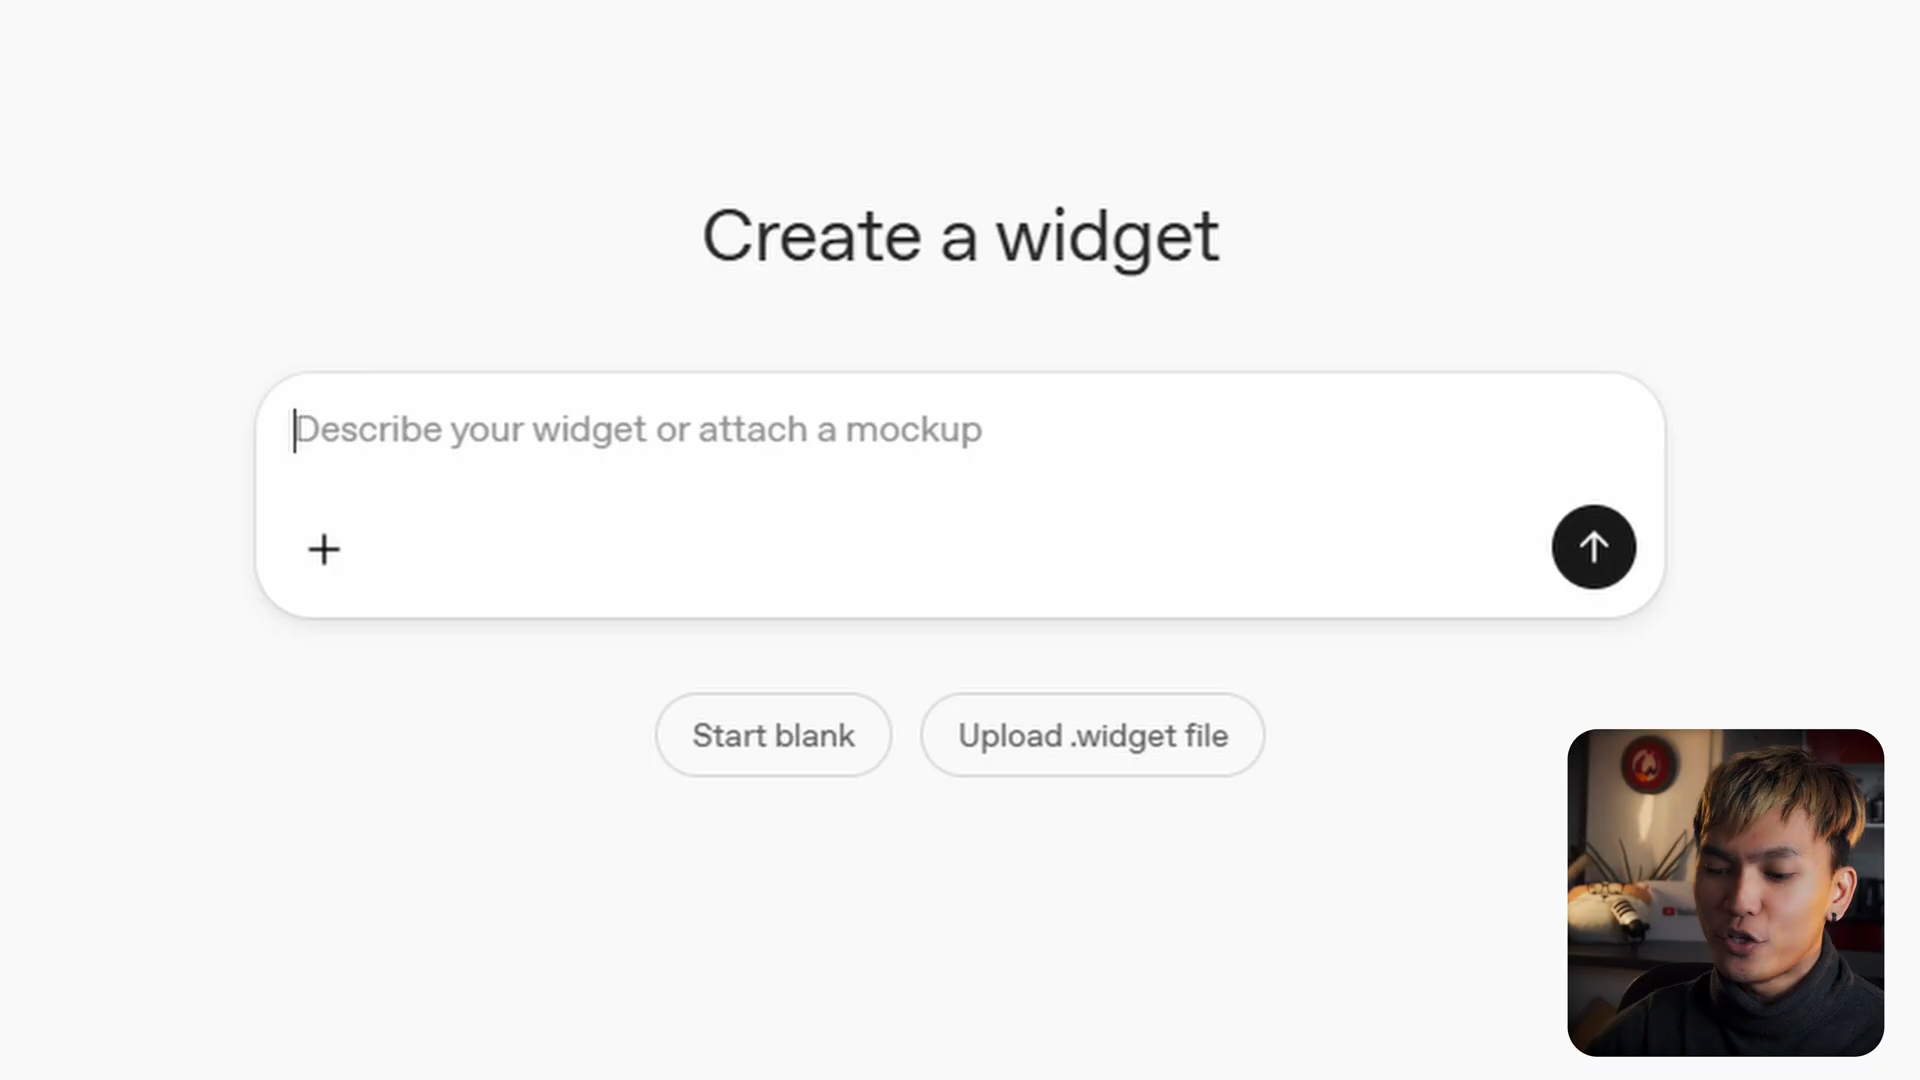 Create a widget
Describe your widget or attach a mockup
Start blank
Upload .widget file